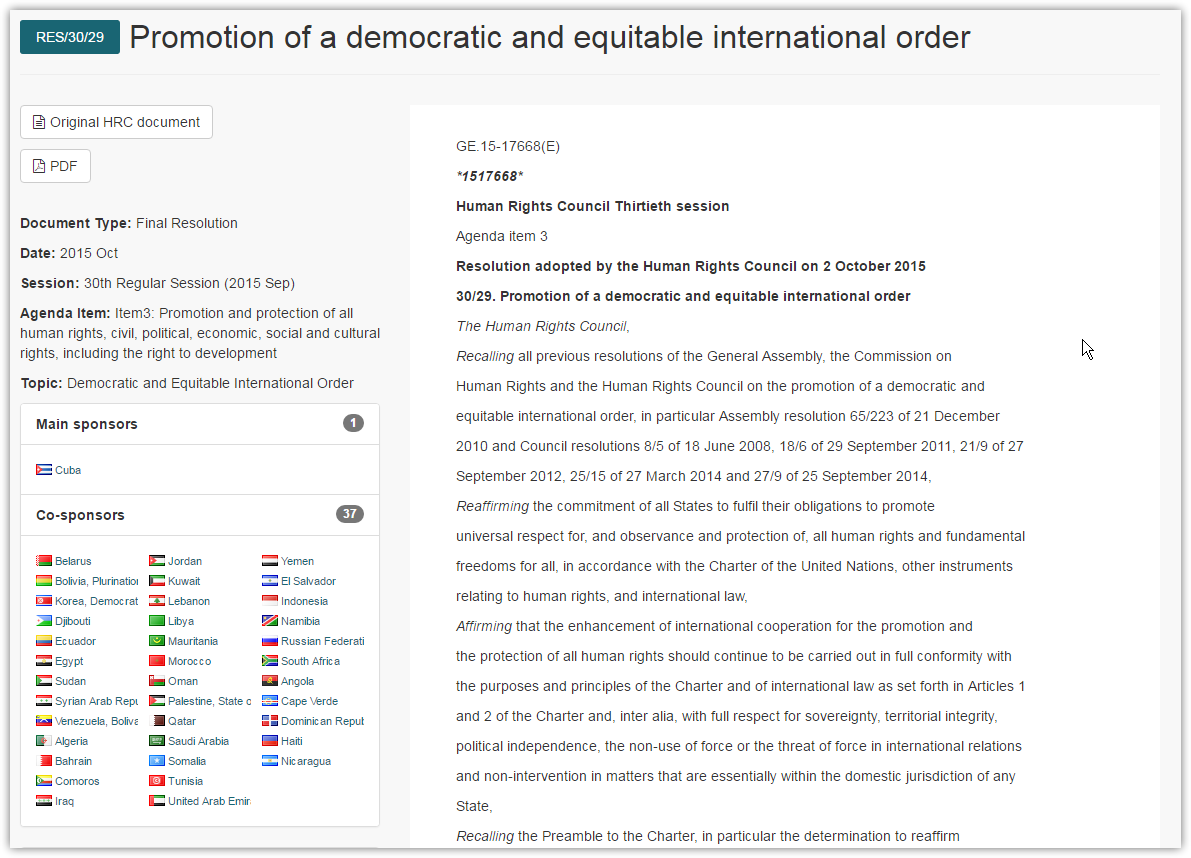 RES/30/29 Promotion of a democratic and equitable international order
Original HRC document
PDF
Document Type: Final Resolution
Date: 2015 Oct
Session: 30th Regular Session (2015 Sep)
Agenda Item: Item3: Promotion and protection of all
human rights, civil, political, economic, social and cultural
rights, including the right to development
Topic: Democratic and Equitable International Order
Main sponsors 1
Cuba
Co-sponsors 37
Belarus Jordan Yemen
Bolivia, Plurination Kuwait El Salvador
Korea, Democrat Lebanon Indonesia
Djibouti Libya Namibia
Ecuador Mauritania Russian Federati
Egypt Morocco South Africa
Sudan Oman Angola
Syrian Arab Repu Palestine, State o Cape Verde
Venezuela, Boliva Qatar Dominican Republ
Algeria Saudi Arabia Haiti
Bahrain Somalia Nicaragua
Comoros Tunisia
Iraq United Arab Emir
GE.15-17668(E)
*1517668*
Human Rights Council Thirtieth session
Agenda item 3
Resolution adopted by the Human Rights Council on 2 October 2015
30/29. Promotion of a democratic and equitable international order
The Human Rights Council,
Recalling all previous resolutions of the General Assembly, the Commission on
Human Rights and the Human Rights Council on the promotion of a democratic and
equitable international order, in particular Assembly resolution 65/223 of 21 December
2010 and Council resolutions 8/5 of 18 June 2008, 18/6 of 29 September 2011, 21/9 of 27
September 2012, 25/15 of 27 March 2014 and 27/9 of 25 September 2014,
Reaffirming the commitment of all States to fulfil their obligations to promote
universal respect for, and observance and protection of, all human rights and fundamental
freedoms for all, in accordance with the Charter of the United Nations, other instruments
relating to human rights, and international law,
Affirming that the enhancement of international cooperation for the promotion and
the protection of all human rights should continue to be carried out in full conformity with
the purposes and principles of the Charter and of international law as set forth in Articles 1
and 2 of the Charter and, inter alia, with full respect for sovereignty, territorial integrity,
political independence, the non-use of force or the threat of force in international relations
and non-intervention in matters that are essentially within the domestic jurisdiction of any
State,
Recalling the Preamble to the Charter, in particular the determination to reaffirm